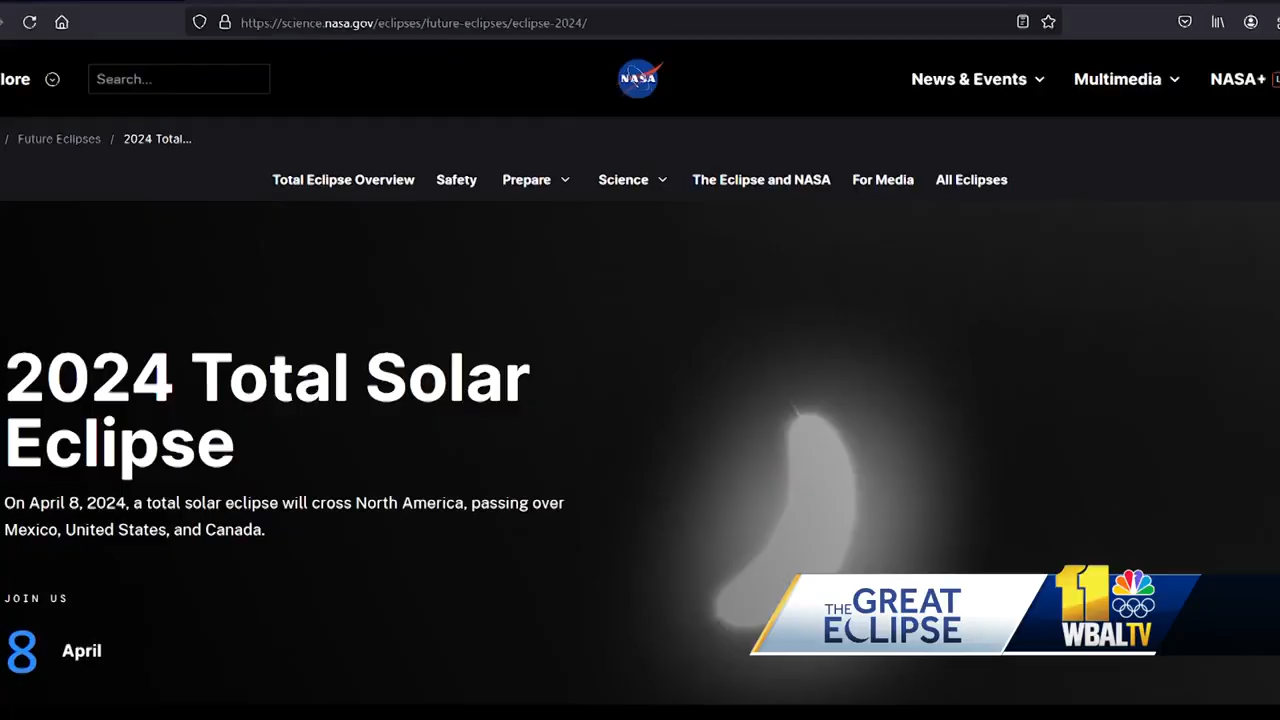 https://science.nasa.gov/eclipses/future-eclipses/eclipse-2024/
lore
Search...
NASA
News & Events
Multimedia
NASA+
/ Future Eclipses / 2024 Total...
Total Eclipse Overview
Safety
Prepare
Science
The Eclipse and NASA
For Media
All Eclipses
2024 Total Solar
Eclipse
On April 8, 2024, a total solar eclipse will cross North America, passing over
Mexico, United States, and Canada.
JOIN US
8 April
THE GREAT
ECLIPSE
11
WBALTV